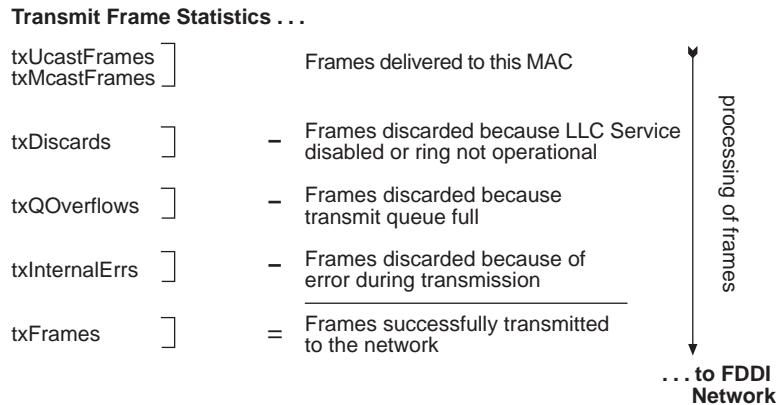 Transmit Frame Statistics . . .
txUcastFrames
txMcastFrames
Frames delivered to this MAC
txDiscards
– Frames discarded because LLC Service
disabled or ring not operational
txQOverflows
– Frames discarded because
transmit queue full
txInternalErrs
– Frames discarded because of
error during transmission
txFrames
= Frames successfully transmitted
to the network
processing of frames
. . . to FDDI
Network